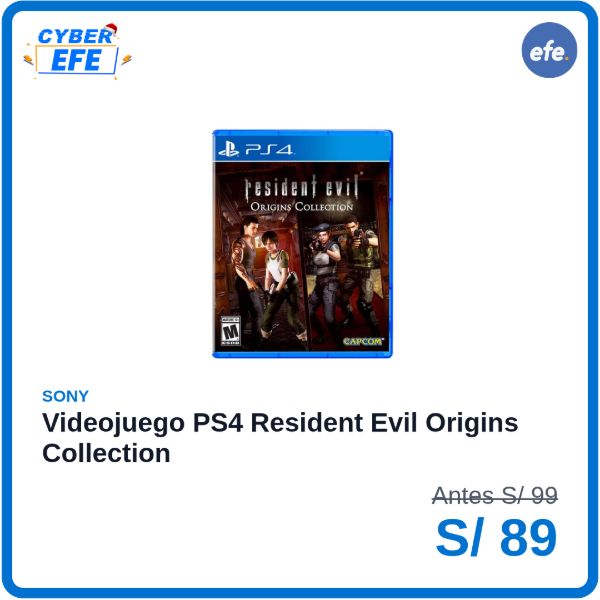 CYBER
EFE
efe.
PS4
resident evil
ORIGINS COLLECTION
M
CAPCOM
SONY
Videojuego PS4 Resident Evil Origins
Collection
Antes S/ 99
S/ 89